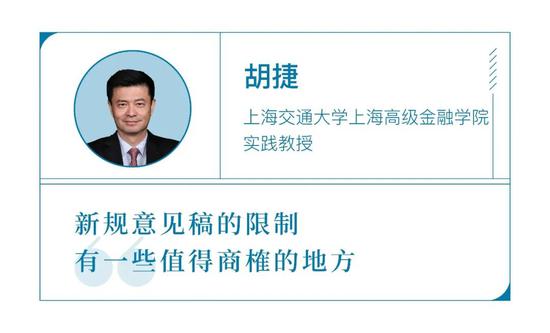 胡捷
上海交通大学上海高级金融学院
实践教授
新规意见稿的限制
有一些值得商榷的地方